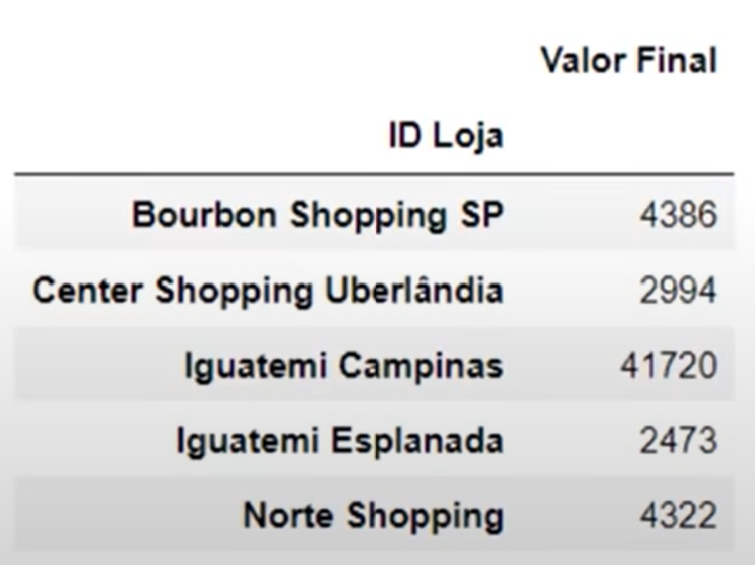 Valor Final
ID Loja
Bourbon Shopping SP 4386
Center Shopping Uberlândia 2994
Iguatemi Campinas 41720
Iguatemi Esplanada 2473
Norte Shopping 4322